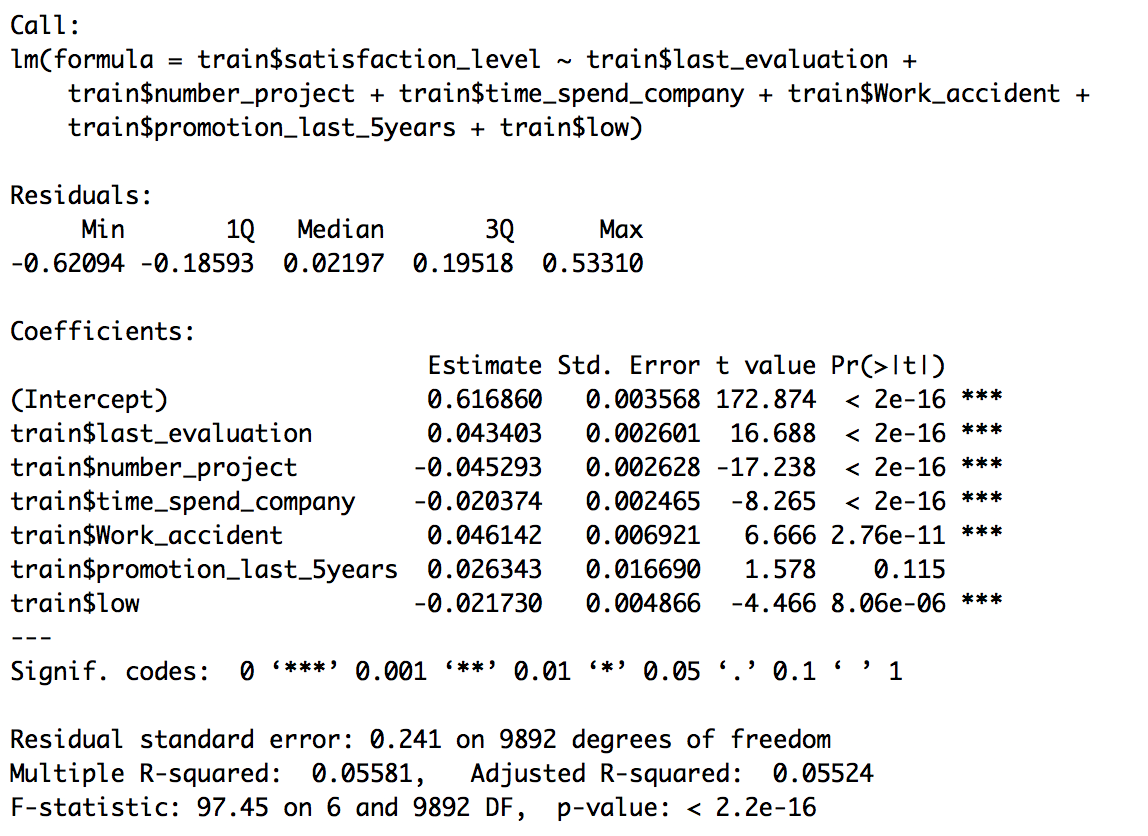 Call:
lm(formula = train$satisfaction_level ~ train$last_evaluation +
    train$number_project + train$time_spend_company + train$Work_accident +
    train$promotion_last_5years + train$low)

Residuals:
     Min       1Q   Median       3Q      Max
-0.62094 -0.18593  0.02197  0.19518  0.53310

Coefficients:
                             Estimate Std. Error t value Pr(>|t|)
(Intercept)                  0.616860   0.003568 172.874  < 2e-16 ***
train$last_evaluation        0.043403   0.002601  16.688  < 2e-16 ***
train$number_project        -0.045293   0.002628 -17.238  < 2e-16 ***
train$time_spend_company    -0.020374   0.002465  -8.265  < 2e-16 ***
train$Work_accident          0.046142   0.006921   6.666 2.76e-11 ***
train$promotion_last_5years  0.026343   0.016690   1.578    0.115
train$low                   -0.021730   0.004866  -4.466 8.06e-06 ***
---
Signif. codes:  0 ‘***’ 0.001 ‘**’ 0.01 ‘*’ 0.05 ‘.’ 0.1 ‘ ’ 1

Residual standard error: 0.241 on 9892 degrees of freedom
Multiple R-squared:  0.05581,   Adjusted R-squared:  0.05524
F-statistic: 97.45 on 6 and 9892 DF,  p-value: < 2.2e-16